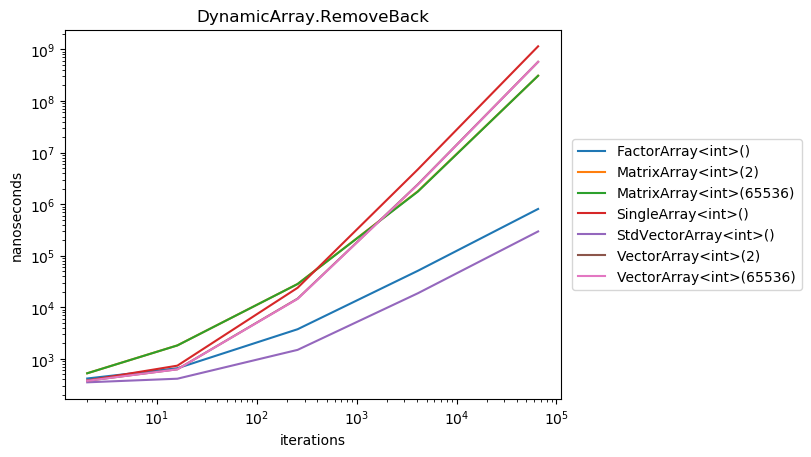 DynamicArray.RemoveBack
nanoseconds
10⁹
10⁸
10⁷
10⁶
10⁵
10⁴
10³
10¹
10²
10³
10⁴
10⁵
iterations
FactorArray<int>()
MatrixArray<int>(2)
MatrixArray<int>(65536)
SingleArray<int>()
StdVectorArray<int>()
VectorArray<int>(2)
VectorArray<int>(65536)